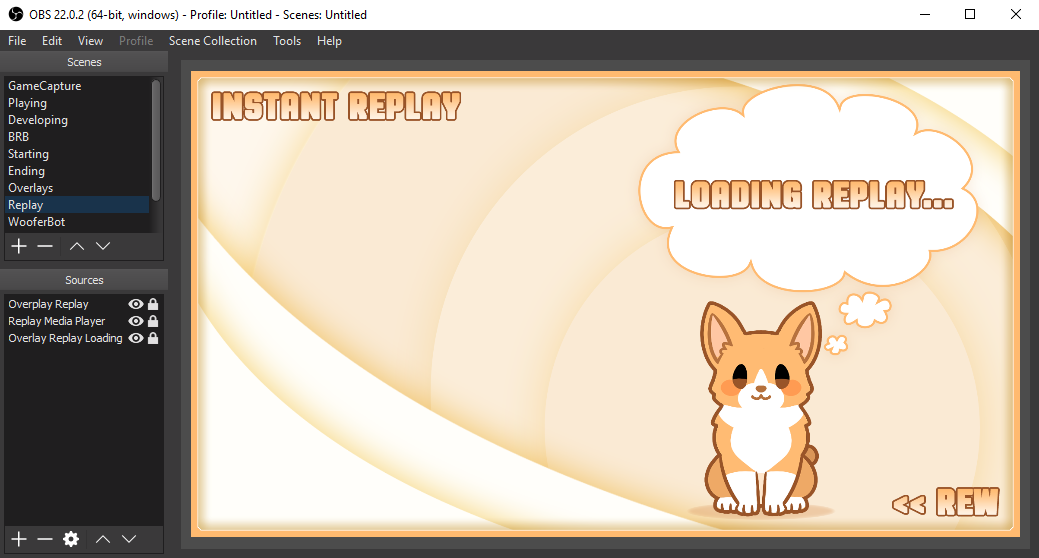 OBS 22.0.2 (64-bit, windows) - Profile: Untitled - Scenes: Untitled
File Edit View Profile Scene Collection Tools Help
Scenes
GameCapture
Playing
Developing
BRB
Starting
Ending
Overlays
Replay
WooferBot
Sources
Overplay Replay
Replay Media Player
Overlay Replay Loading
INSTANT REPLAY
LOADING REPLAY...
<< REW